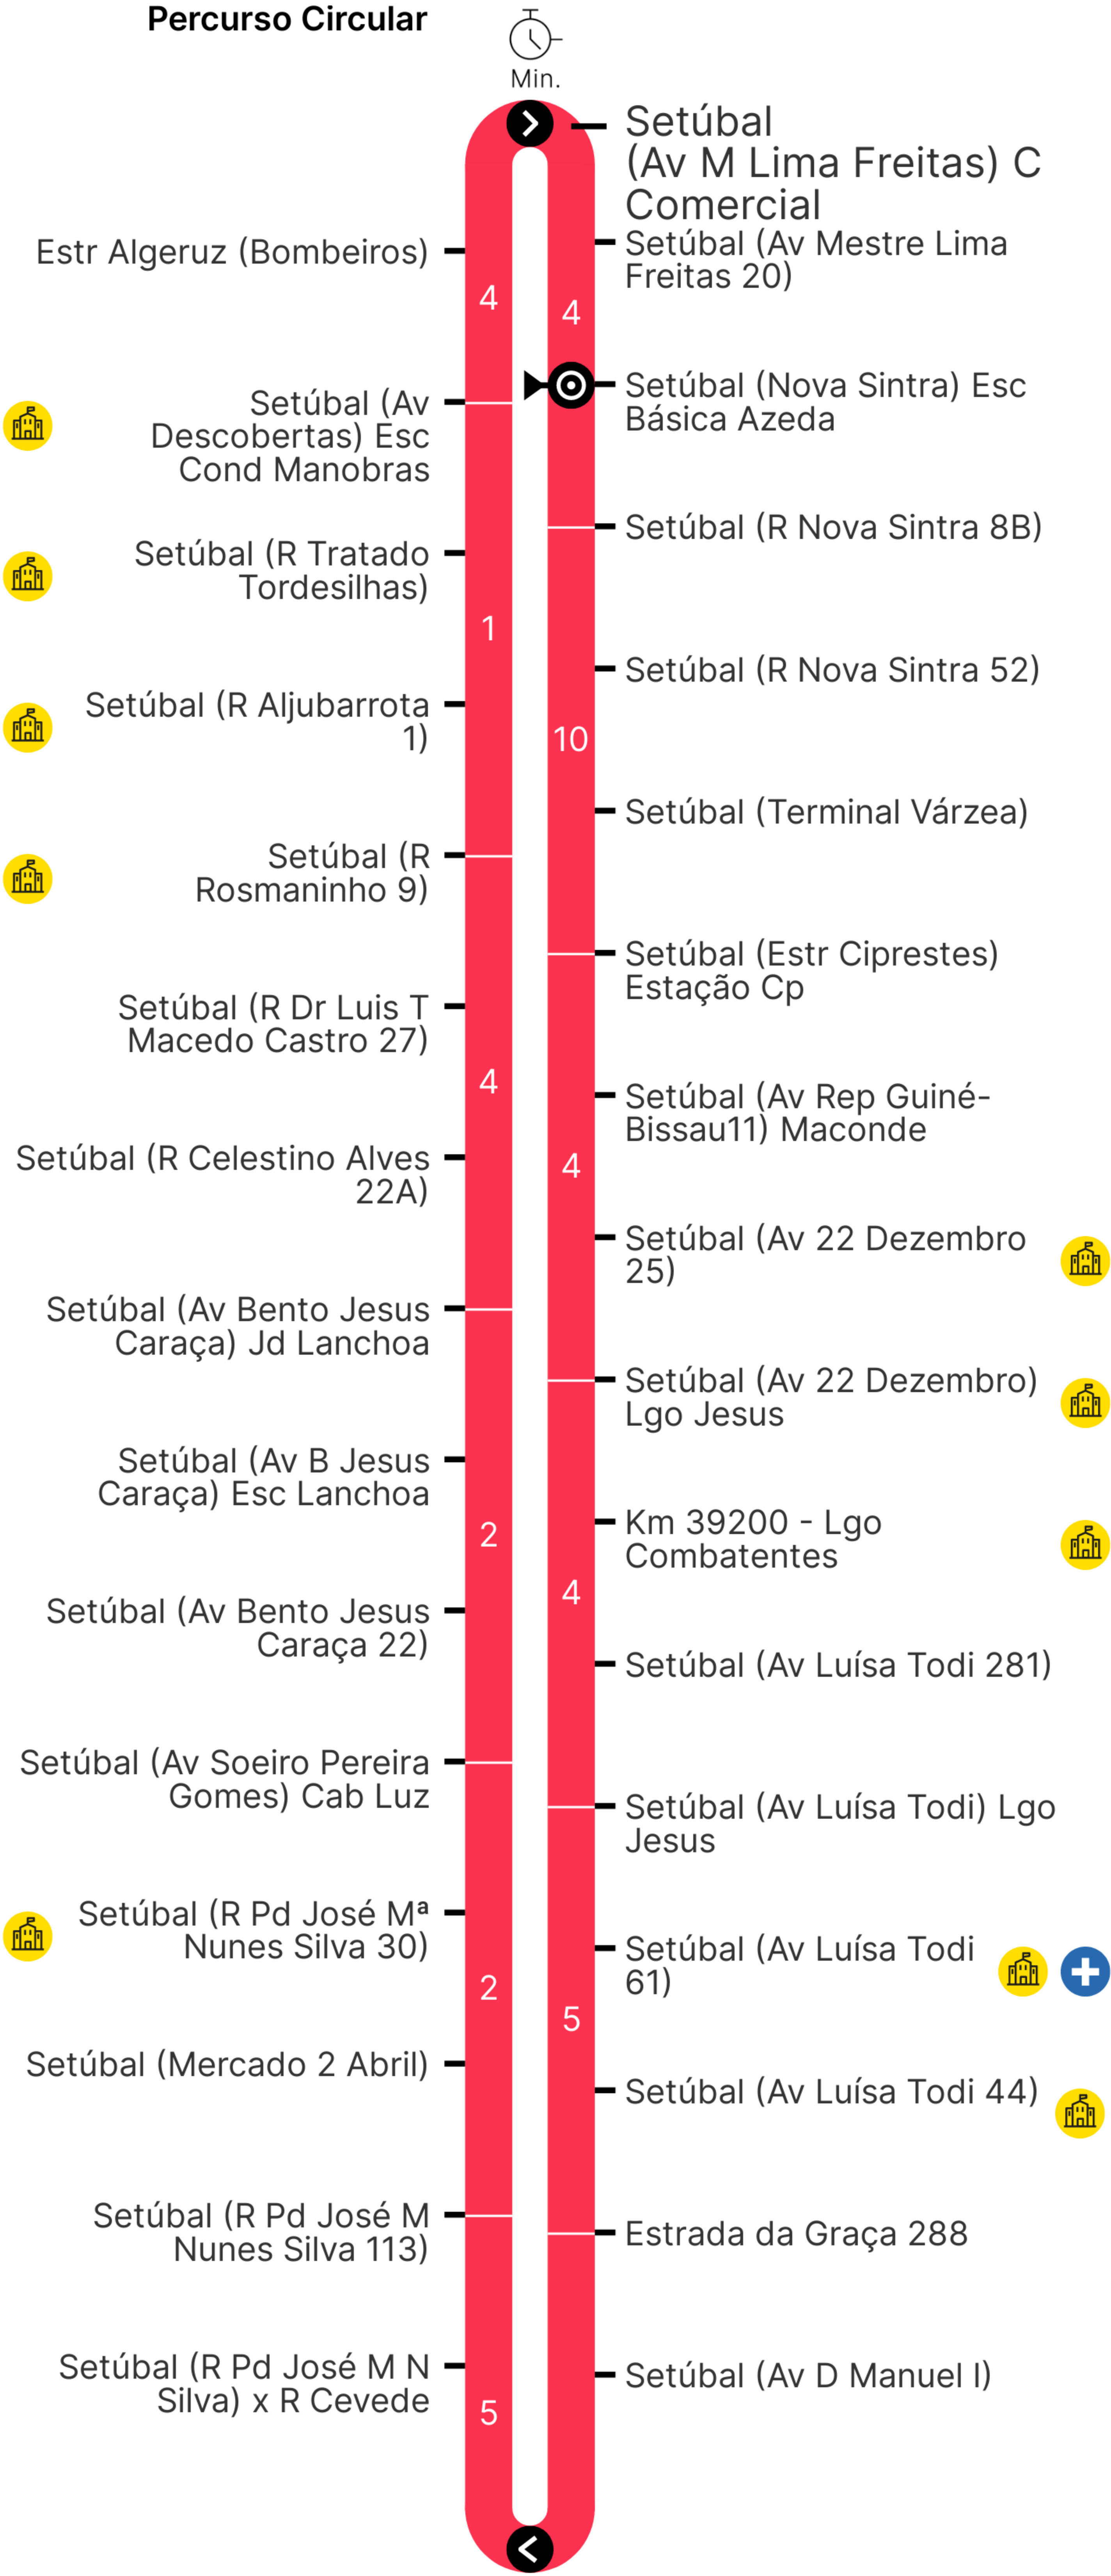 Percurso Circular
Min.
Setúbal
(Av M Lima Freitas) C
Comercial
Setúbal (Av Mestre Lima
Freitas 20)
4
Setúbal (Nova Sintra) Esc
Básica Azeda
Setúbal (R Nova Sintra 8B)
Setúbal (R Nova Sintra 52)
10
Setúbal (Terminal Várzea)
Setúbal (Estr Ciprestes)
Estação Cp
Setúbal (Av Rep Guiné-
Bissau11) Maconde
4
Setúbal (Av 22 Dezembro
25)
Setúbal (Av 22 Dezembro)
Lgo Jesus
Km 39200 - Lgo
Combatentes
4
Setúbal (Av Luísa Todi 281)
Setúbal (Av Luísa Todi) Lgo
Jesus
Setúbal (Av Luísa Todi
61)
5
Setúbal (Av Luísa Todi 44)
Estrada da Graça 288
Setúbal (Av D Manuel I)
Estr Algeruz (Bombeiros)
4
Setúbal (Av
Descobertas) Esc
Cond Manobras
Setúbal (R Tratado
Tordesilhas)
1
Setúbal (R Aljubarrota
1)
Setúbal (R
Rosmaninho 9)
Setúbal (R Dr Luis T
Macedo Castro 27)
4
Setúbal (R Celestino Alves
22A)
Setúbal (Av Bento Jesus
Caraça) Jd Lanchoa
Setúbal (Av B Jesus
Caraça) Esc Lanchoa
2
Setúbal (Av Bento Jesus
Caraça 22)
Setúbal (Av Soeiro Pereira
Gomes) Cab Luz
Setúbal (R Pd José Mª
Nunes Silva 30)
2
Setúbal (Mercado 2 Abril)
Setúbal (R Pd José M
Nunes Silva 113)
Setúbal (R Pd José M N
Silva) x R Cevede
5